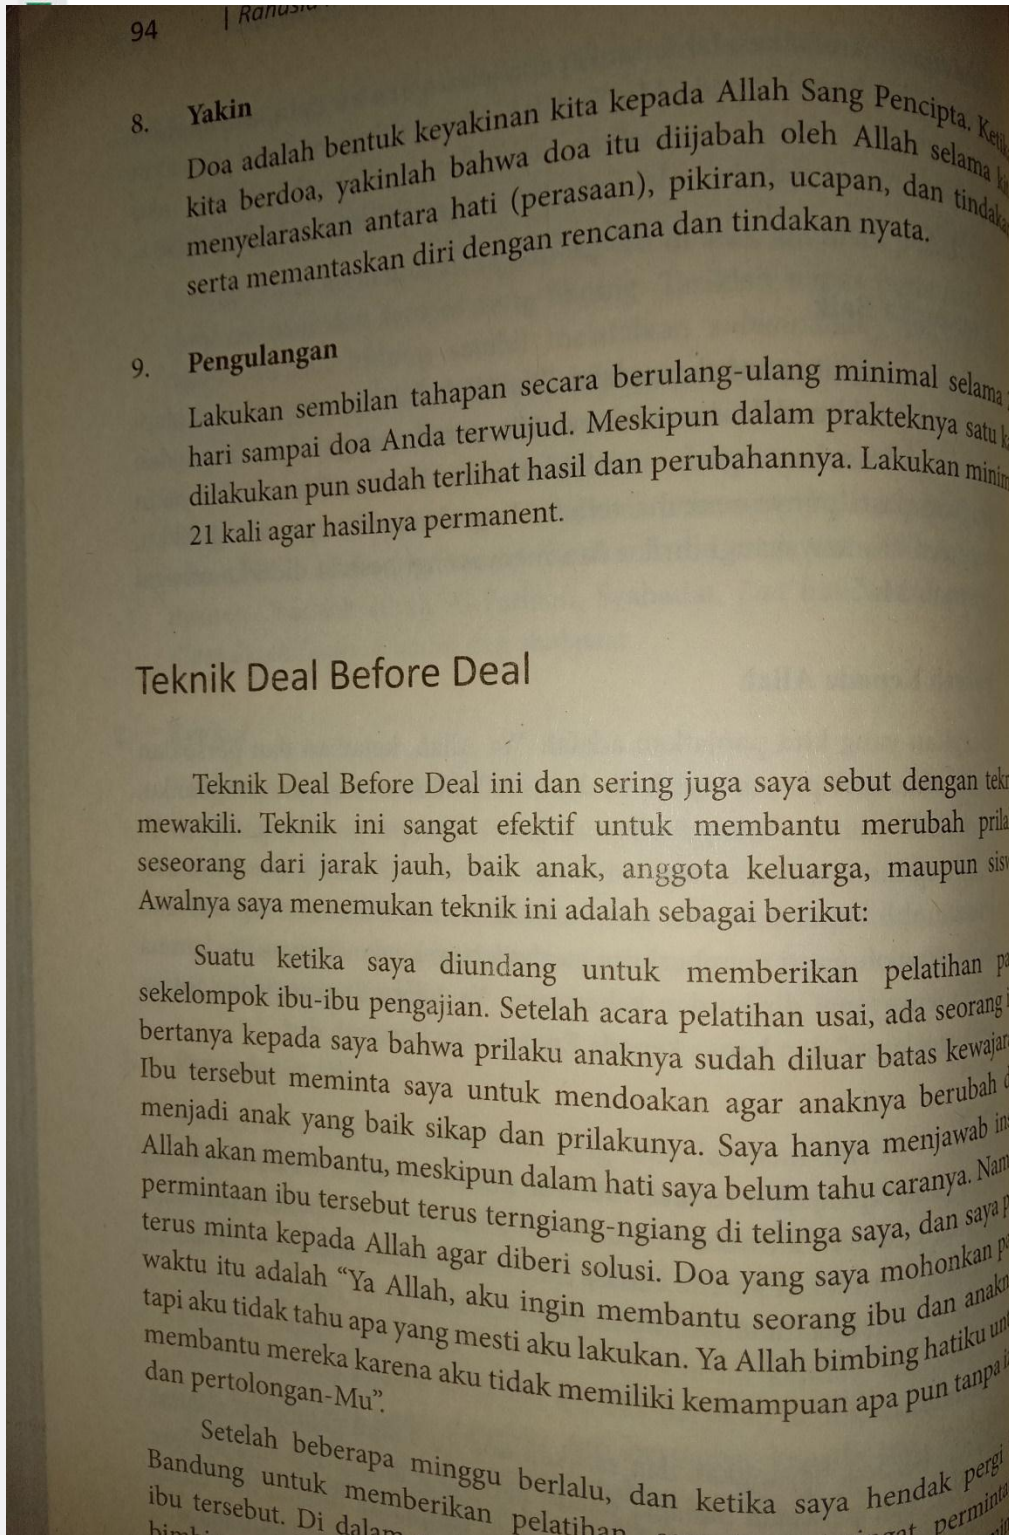 94 |
8. Yakin
Doa adalah bentuk keyakinan kita kepada Allah Sang Pencipta.
kita berdoa, yakinlah bahwa doa itu diijabah oleh Allah selama
menyelaraskan antara hati (perasaan), pikiran, ucapan, dan
serta memantaskan diri dengan rencana dan tindakan nyata.
9. Pengulangan
Lakukan sembilan tahapan secara berulang-ulang minimal selama
hari sampai doa Anda terwujud. Meskipun dalam prakteknya satu
dilakukan pun sudah terlihat hasil dan perubahannya. Lakukan
21 kali agar hasilnya permanent.
Teknik Deal Before Deal
Teknik Deal Before Deal ini dan sering juga saya sebut dengan
mewakili. Teknik ini sangat efektif untuk membantu merubah
seseorang dari jarak jauh, baik anak, anggota keluarga, maupun
Awalnya saya menemukan teknik ini adalah sebagai berikut:
Suatu ketika saya diundang untuk memberikan pelatihan
sekelompok ibu-ibu pengajian. Setelah acara pelatihan usai, ada seorang
bertanya kepada saya bahwa prilaku anaknya sudah diluar batas
Ibu tersebut meminta saya untuk mendoakan agar anaknya berubah
menjadi anak yang baik sikap dan prilakunya. Saya hanya menjawab
Allah akan membantu, meskipun dalam hati saya belum tahu caranya.
permintaan ibu tersebut terus terngiang-ngiang di telinga saya, dan saya
terus minta kepada Allah agar diberi solusi. Doa yang saya mohonkan
waktu itu adalah “Ya Allah, aku ingin membantu seorang ibu dan
tapi aku tidak tahu apa yang mesti aku lakukan. Ya Allah bimbing hatiku
membantu mereka karena aku tidak memiliki kemampuan apa pun tanpa
dan pertolongan-Mu”.
Setelah beberapa minggu berlalu, dan ketika saya hendak pergi
Bandung untuk memberikan pelatihan
ibu tersebut. Di dalam